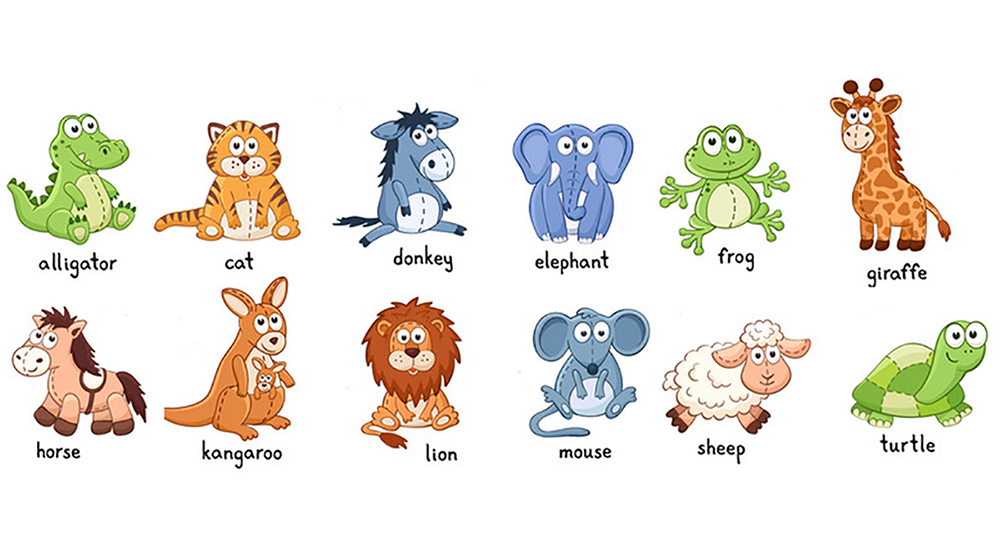 alligator
cat
donkey
elephant
frog
giraffe
horse
kangaroo
lion
mouse
sheep
turtle